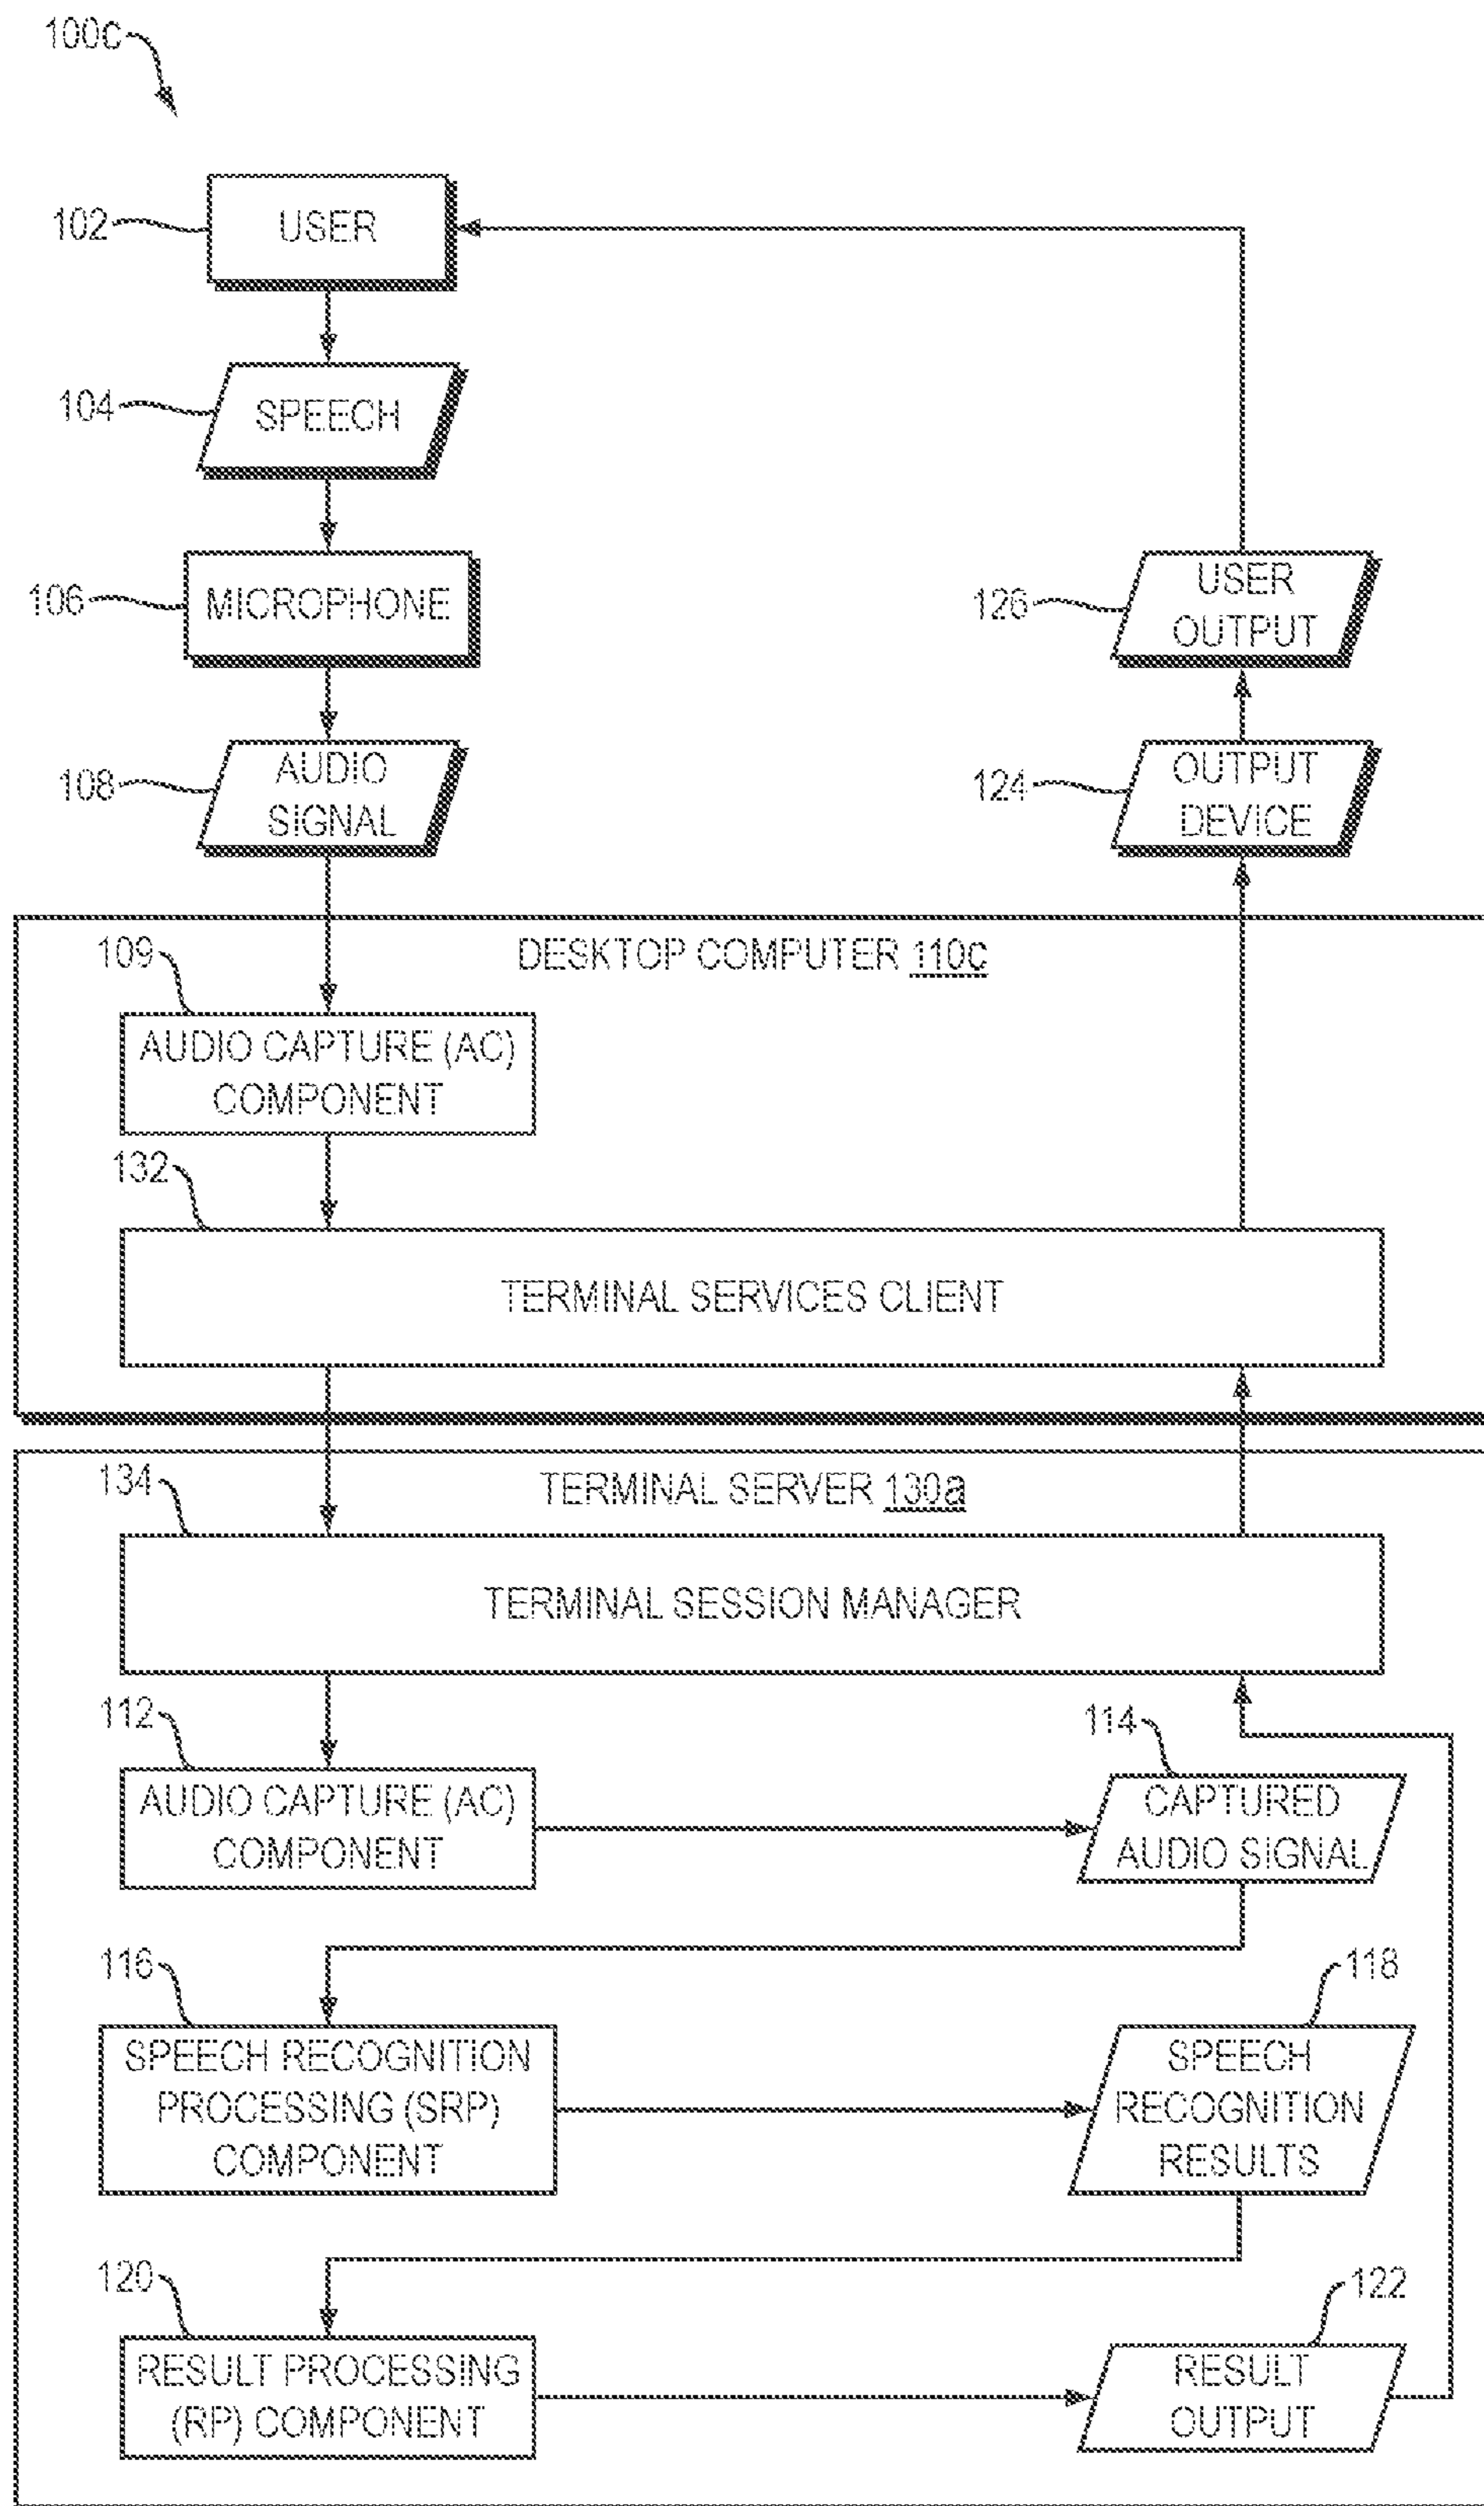 100c
102
USER
104
SPEECH
106
MICROPHONE
126
USER
OUTPUT
108
AUDIO
SIGNAL
124
OUTPUT
DEVICE
DESKTOP COMPUTER 110c
109
AUDIO CAPTURE (AC)
COMPONENT
132
TERMINAL SERVICES CLIENT
TERMINAL SERVER 130a
134
TERMINAL SESSION MANAGER
112
AUDIO CAPTURE (AC)
COMPONENT
114
CAPTURED
AUDIO SIGNAL
116
SPEECH RECOGNITION
PROCESSING (SRP)
COMPONENT
118
SPEECH
RECOGNITION
RESULTS
120
RESULT PROCESSING
(RP) COMPONENT
122
RESULT
OUTPUT